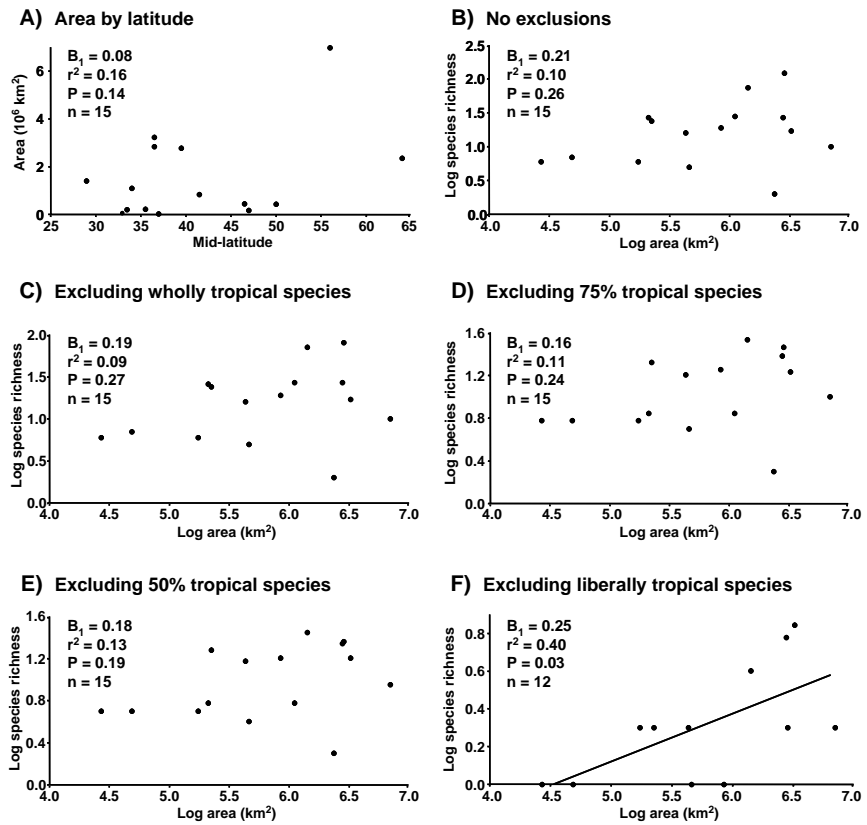 A) Area by latitude
B₁ = 0.08
r² = 0.16
P = 0.14
n = 15
Area (10⁶ km²)
6
4
2
0
25 30 35 40 45 50 55 60 65
Mid-latitude
B) No exclusions
B₁ = 0.21
r² = 0.10
P = 0.26
n = 15
Log species richness
2.5
2.0
1.5
1.0
0.5
0.0
4.0 4.5 5.0 5.5 6.0 6.5 7.0
Log area (km²)
C) Excluding wholly tropical species
B₁ = 0.19
r² = 0.09
P = 0.27
n = 15
Log species richness
2.0
1.5
1.0
0.5
0.0
4.0 4.5 5.0 5.5 6.0 6.5 7.0
Log area (km²)
D) Excluding 75% tropical species
B₁ = 0.16
r² = 0.11
P = 0.24
n = 15
Log species richness
1.6
1.2
0.8
0.4
0.0
4.0 4.5 5.0 5.5 6.0 6.5 7.0
Log area (km²)
E) Excluding 50% tropical species
B₁ = 0.18
r² = 0.13
P = 0.19
n = 15
Log species richness
1.6
1.2
0.8
0.4
0.0
4.0 4.5 5.0 5.5 6.0 6.5 7.0
Log area (km²)
F) Excluding liberally tropical species
B₁ = 0.25
r² = 0.40
P = 0.03
n = 12
Log species richness
0.8
0.6
0.4
0.2
0.0
4.0 4.5 5.0 5.5 6.0 6.5 7.0
Log area (km²)